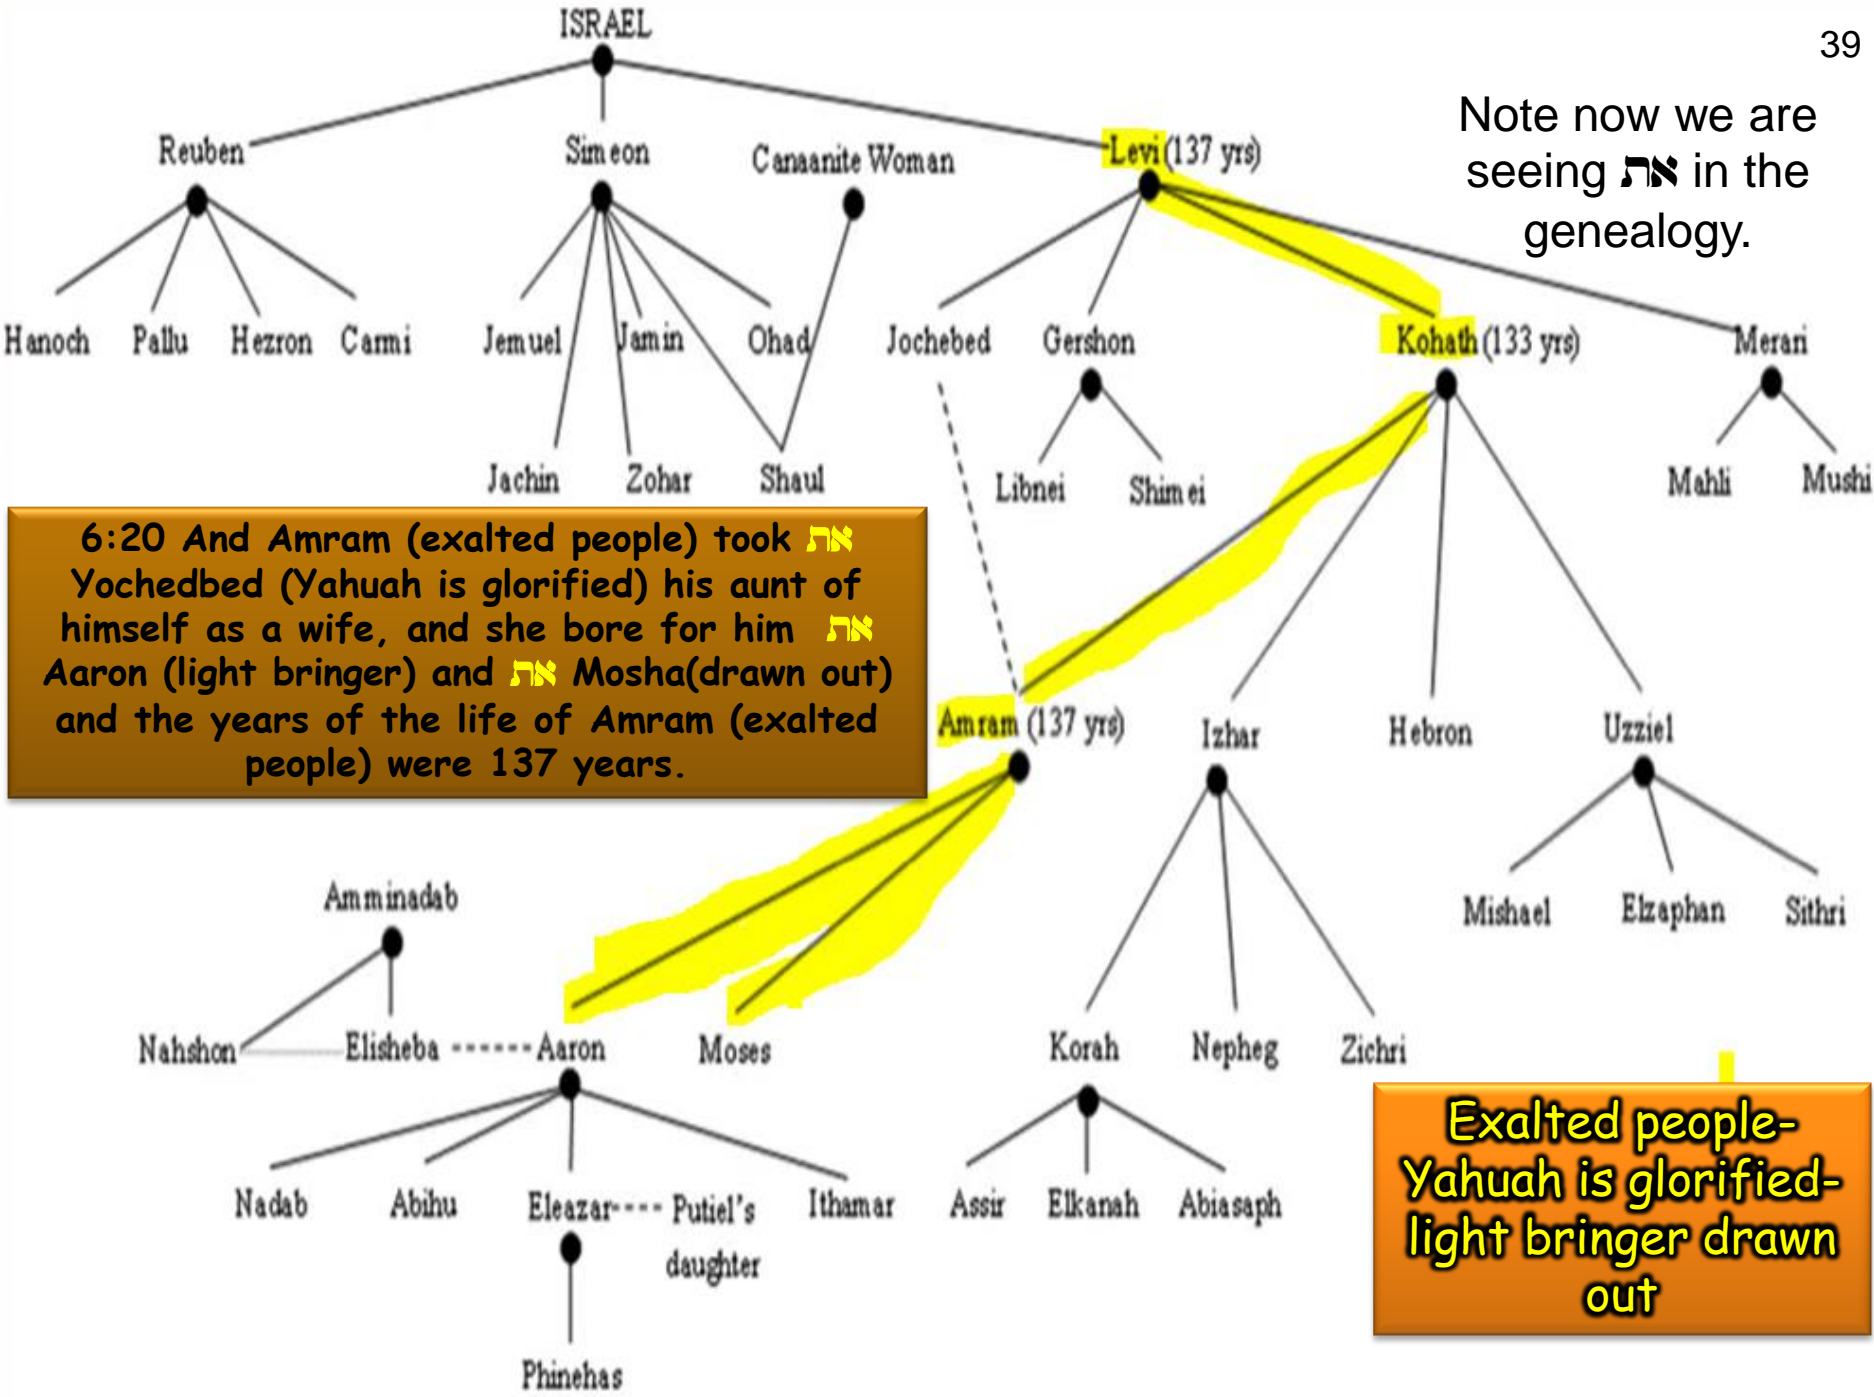 39
ISRAEL
Note now we are
seeing את in the
genealogy.
Reuben
Simeon
Canaanite Woman
Levi (137 yrs)
Hanoch
Pallu
Hezron
Carmi
Jemuel
Jamin
Ohad
Jochebed
Gershon
Kohath (133 yrs)
Merari
Jachin
Zohar
Shaul
Libnei
Shimei
Mahli
Mushi
6:20 And Amram (exalted people) took את
Yochedbed (Yahuah is glorified) his aunt of
himself as a wife, and she bore for him את
Aaron (light bringer) and את Mosha(drawn out)
and the years of the life of Amram (exalted
people) were 137 years.
Amram (137 yrs)
Izhar
Hebron
Uzziel
Amminadab
Mishael
Elzaphan
Sithri
Nahshon
Elisheba
Aaron
Moses
Korah
Nepheg
Zichri
Nadab
Abihu
Eleazar
Putiel's
daughter
Ithamar
Assir
Elkanah
Abiasaph
Phinehas
Exalted people-
Yahuah is glorified-
light bringer drawn
out